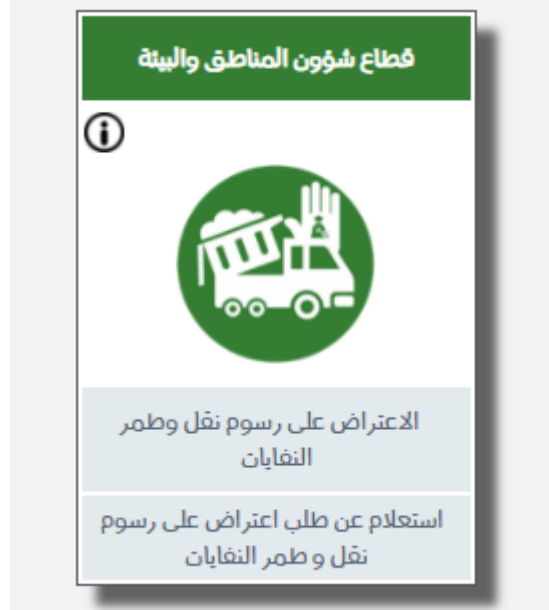 قطاع شؤون المناطق والبيئة
الاعتراض على رسوم نقل وطمر
النفايات
استعلام عن طلب اعتراض على رسوم
نقل و طمر النفايات